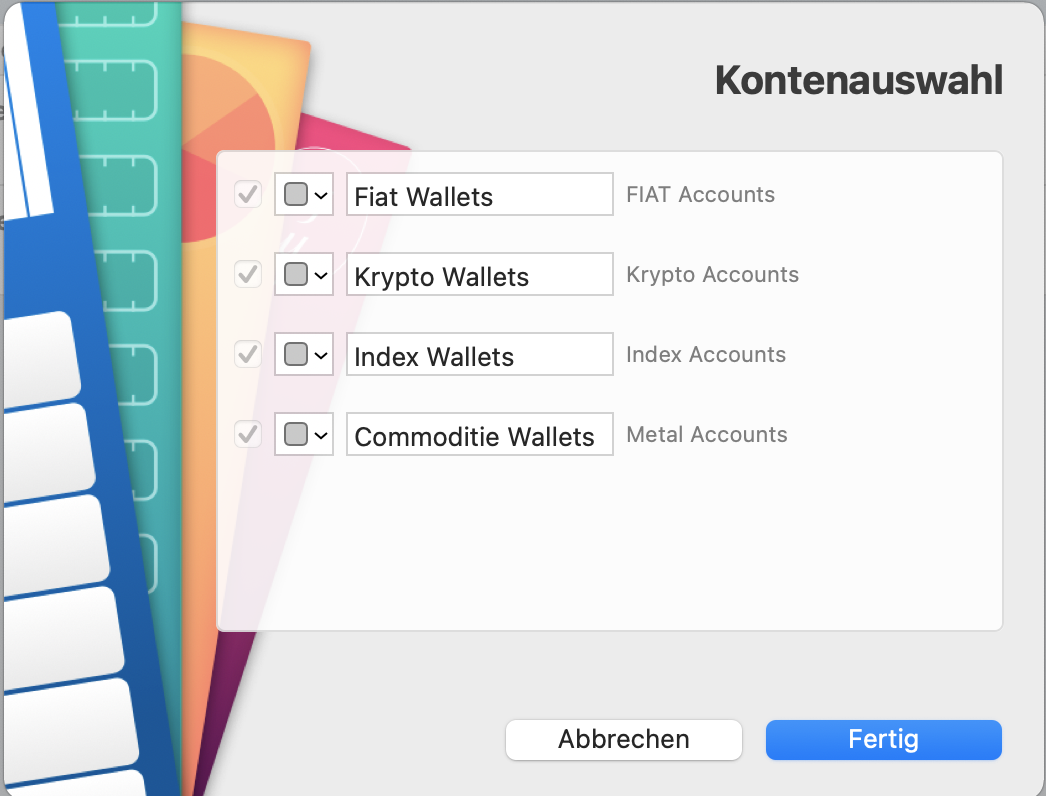 Kontenauswahl
Fiat Wallets FIAT Accounts
Krypto Wallets Krypto Accounts
Index Wallets Index Accounts
Commoditie Wallets Metal Accounts
Abbrechen Fertig